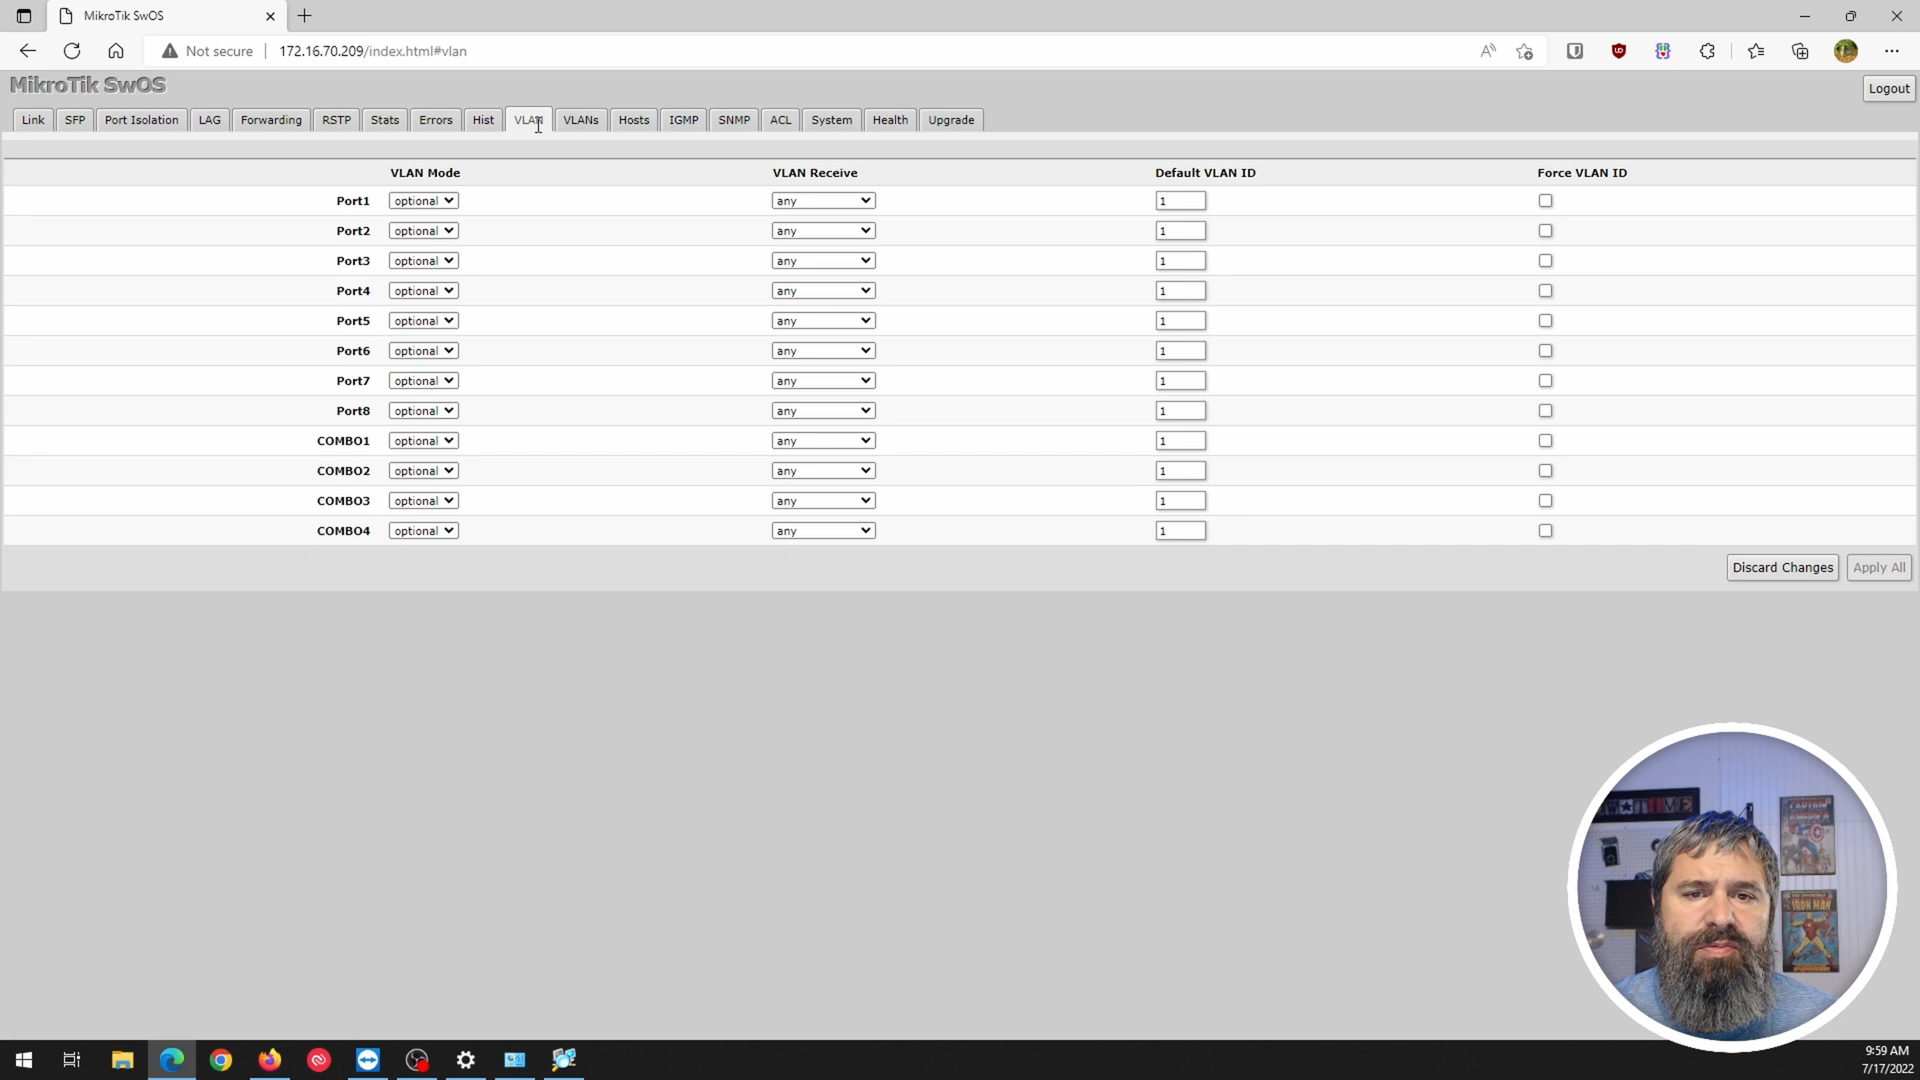 MikroTik SwOS
Not secure 172.16.70.209/index.html#vlan
MikroTik SwOS
Logout
Link SFP Port Isolation LAG Forwarding RSTP Stats Errors Hist VLAN VLANs Hosts IGMP SNMP ACL System Health Upgrade
VLAN Mode VLAN Receive Default VLAN ID Force VLAN ID
Port1 optional any 1
Port2 optional any 1
Port3 optional any 1
Port4 optional any 1
Port5 optional any 1
Port6 optional any 1
Port7 optional any 1
Port8 optional any 1
COMBO1 optional any 1
COMBO2 optional any 1
COMBO3 optional any 1
COMBO4 optional any 1
Discard Changes Apply All
TIME
CAPTAIN
IRON MAN
9:59 AM
7/17/2022